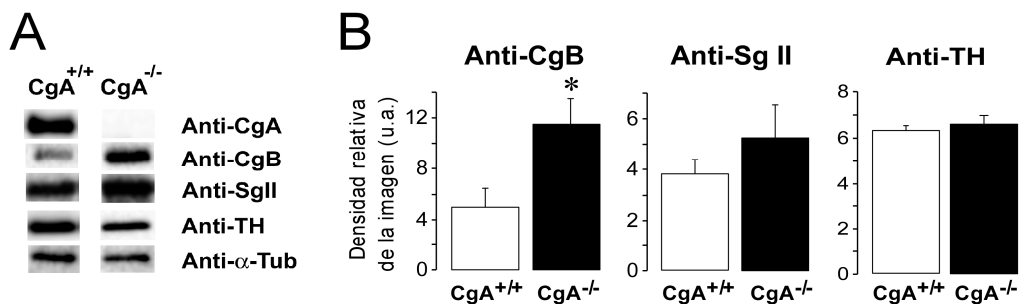 A
CgA+/+ CgA-/-
Anti-CgA
Anti-CgB
Anti-SgII
Anti-TH
Anti-α-Tub
B
Densidad relativa
de la imagen (u.a.)
Anti-CgB
12
8
4
0
*
CgA+/+ CgA-/-
Anti-Sg II
6
4
2
0
CgA+/+ CgA-/-
Anti-TH
8
6
4
2
0
CgA+/+ CgA-/-